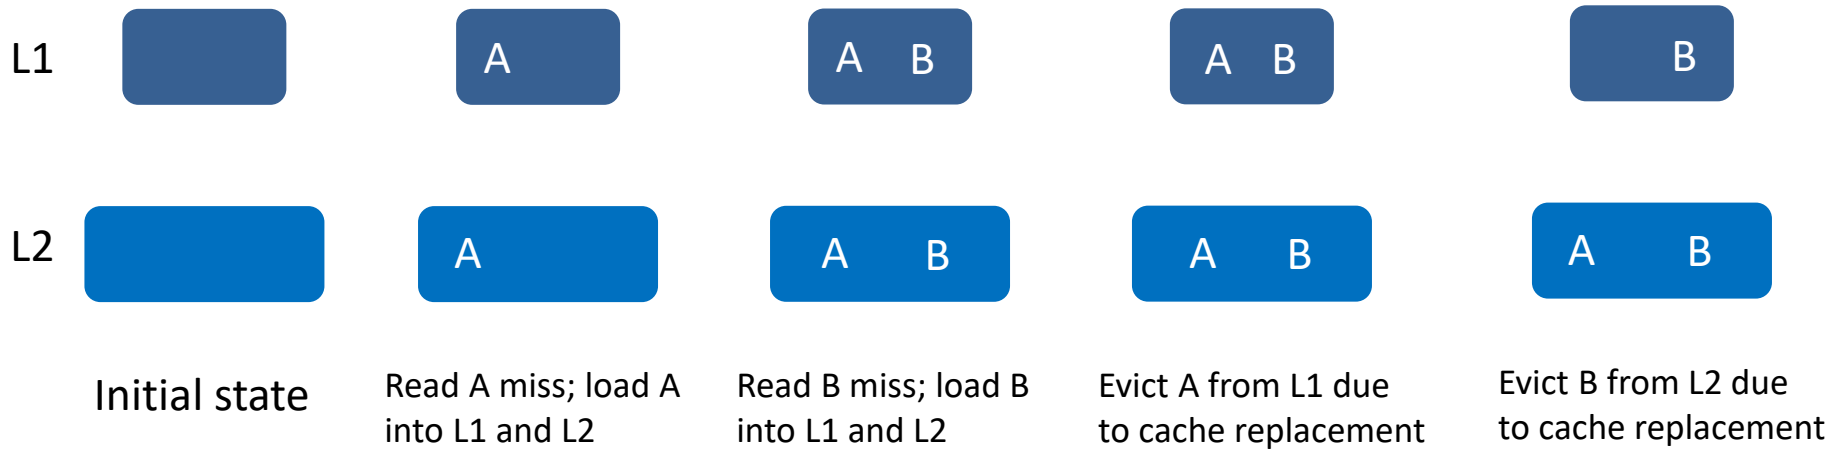 L1
A
A B
A B
B
L2
A
A B
A B
A B
Initial state
Read A miss; load A
into L1 and L2
Read B miss; load B
into L1 and L2
Evict A from L1 due
to cache replacement
Evict B from L2 due
to cache replacement